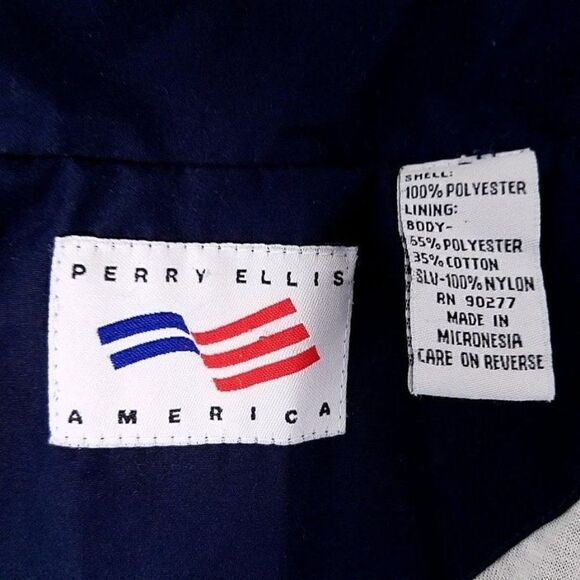 PERRY ELLIS
AMERICA
SHELL:
100% POLYESTER
LINING:
BODY-
65% POLYESTER
35% COTTON
SLV-100% NYLON
RN 90277
MADE IN
MICRONESIA
CARE ON REVERSE